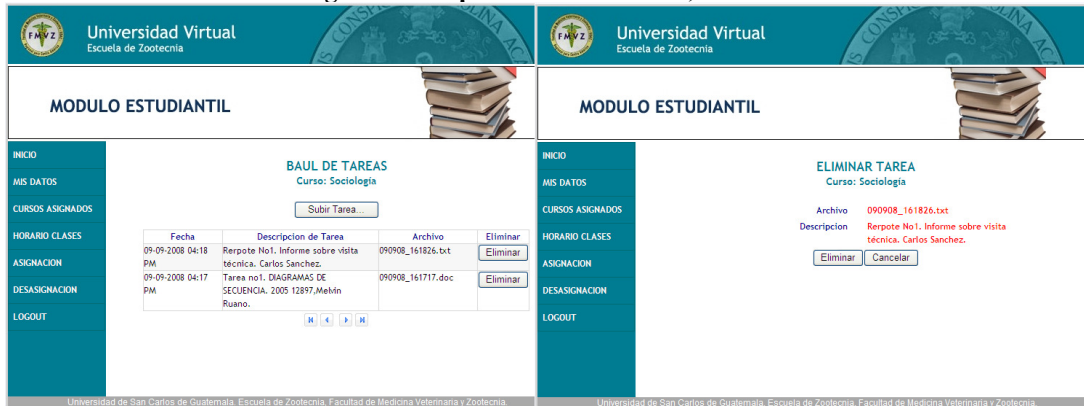 FMVZ
Universidad Virtual
Escuela de Zootecnia
MODULO ESTUDIANTIL
INICIO
MIS DATOS
CURSOS ASIGNADOS
HORARIO CLASES
ASIGNACION
DESASIGNACION
LOGOUT
BAUL DE TAREAS
Curso: Sociología
Subir Tarea...
Fecha Descripcion de Tarea Archivo Eliminar
09-09-2008 04:18 Rerpote No1. Informe sobre visita 090908_161826.txt Eliminar
PM técnica. Carlos Sanchez.
09-09-2008 04:17 Tarea no1. DIAGRAMAS DE 090908_161717.doc Eliminar
PM SECUENCIA. 2005 12897,Melvin
Ruano.
Universidad de San Carlos de Guatemala. Escuela de Zootecnia, Facultad de Medicina Veterinaria y Zootecnia.
FMVZ
Universidad Virtual
Escuela de Zootecnia
MODULO ESTUDIANTIL
INICIO
MIS DATOS
CURSOS ASIGNADOS
HORARIO CLASES
ASIGNACION
DESASIGNACION
LOGOUT
ELIMINAR TAREA
Curso: Sociología
Archivo 090908_161826.txt
Descripcion Rerpote No1. Informe sobre visita
técnica. Carlos Sanchez.
Eliminar Cancelar
Universidad de San Carlos de Guatemala. Escuela de Zootecnia, Facultad de Medicina Veterinaria y Zootecnia.